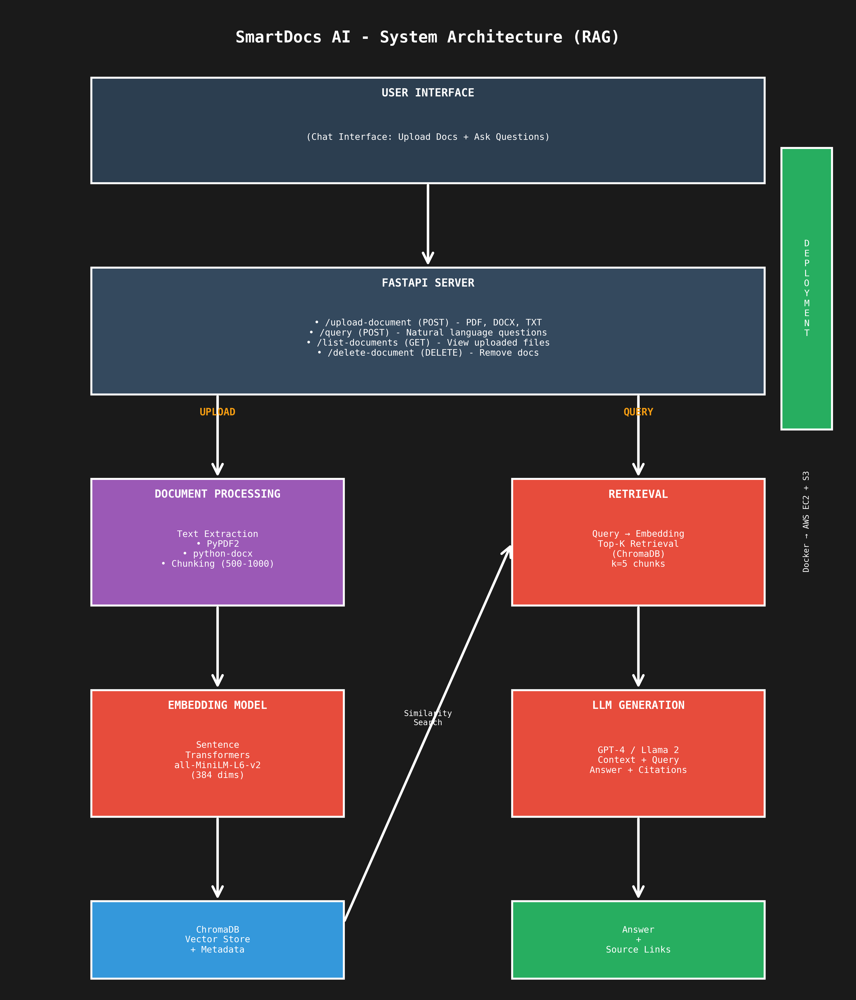 SmartDocs AI - System Architecture (RAG)
USER INTERFACE
(Chat Interface: Upload Docs + Ask Questions)
FASTAPI SERVER
• /upload-document (POST) - PDF, DOCX, TXT
• /query (POST) - Natural language questions
• /list-documents (GET) - View uploaded files
• /delete-document (DELETE) - Remove docs
D
E
P
L
O
Y
M
E
N
T
UPLOAD
QUERY
DOCUMENT PROCESSING
Text Extraction
• PyPDF2
• python-docx
• Chunking (500-1000)
RETRIEVAL
Query → Embedding
Top-K Retrieval
(ChromaDB)
k=5 chunks
Docker → AWS EC2 + S3
EMBEDDING MODEL
Sentence
Transformers
all-MiniLM-L6-v2
(384 dims)
Similarity
Search
LLM GENERATION
GPT-4 / Llama 2
Context + Query
Answer + Citations
ChromaDB
Vector Store
+ Metadata
Answer
+
Source Links